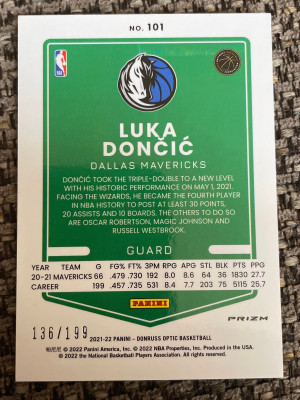 NO. 101
NBA
LUKA
DONČIĆ
DALLAS MAVERICKS
DONČIĆ TOOK THE TRIPLE-DOUBLE TO A NEW LEVEL
WITH HIS HISTORIC PERFORMANCE ON MAY 1, 2021.
FACING THE WIZARDS, HE BECAME THE FOURTH PLAYER
IN NBA HISTORY TO POST AT LEAST 30 POINTS,
20 ASSISTS AND 10 BOARDS. THE OTHERS TO DO SO
ARE OSCAR ROBERTSON, MAGIC JOHNSON AND
RUSSELL WESTBROOK.
GUARD
YEAR TEAM G FG% FT% 3PM RPG APG STL BLK PTS PPG
20-21 MAVERICKS 66 .479 .730 192 8.0 8.6 64 36 1830 27.7
CAREER 199 .457 .735 531 8.4 7.7 203 75 5115 25.7
PANINI
136/199
PRIZM
2021-22 PANINI - DONRUSS OPTIC BASKETBALL
© 2022 Panini America, Inc. © 2022 NBA Properties, Inc. Produced in the USA.
© 2022 the National Basketball Players Association. All rights reserved.